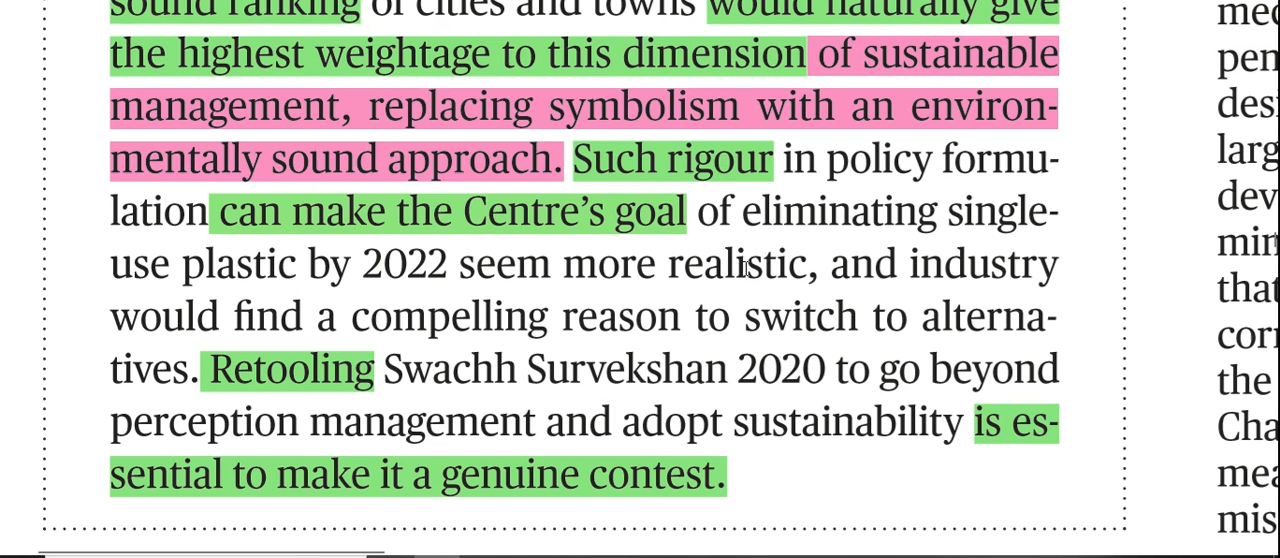 sound ranking of cities and towns would naturally give
the highest weightage to this dimension of sustainable
management, replacing symbolism with an environ-
mentally sound approach. Such rigour in policy formu-
lation can make the Centre’s goal of eliminating single-
use plastic by 2022 seem more realistic, and industry
would find a compelling reason to switch to alterna-
tives. Retooling Swachh Survekshan 2020 to go beyond
perception management and adopt sustainability is es-
sential to make it a genuine contest.
the